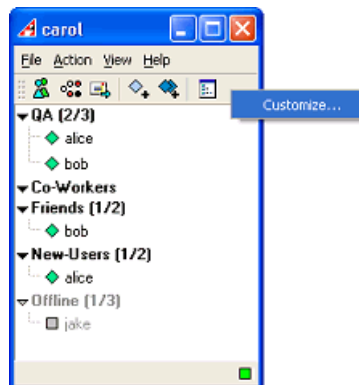 carol
File Action View Help
Customize...
QA (2/3)
alice
bob
Co-Workers
Friends (1/2)
bob
New-Users (1/2)
alice
Offline (1/3)
jake